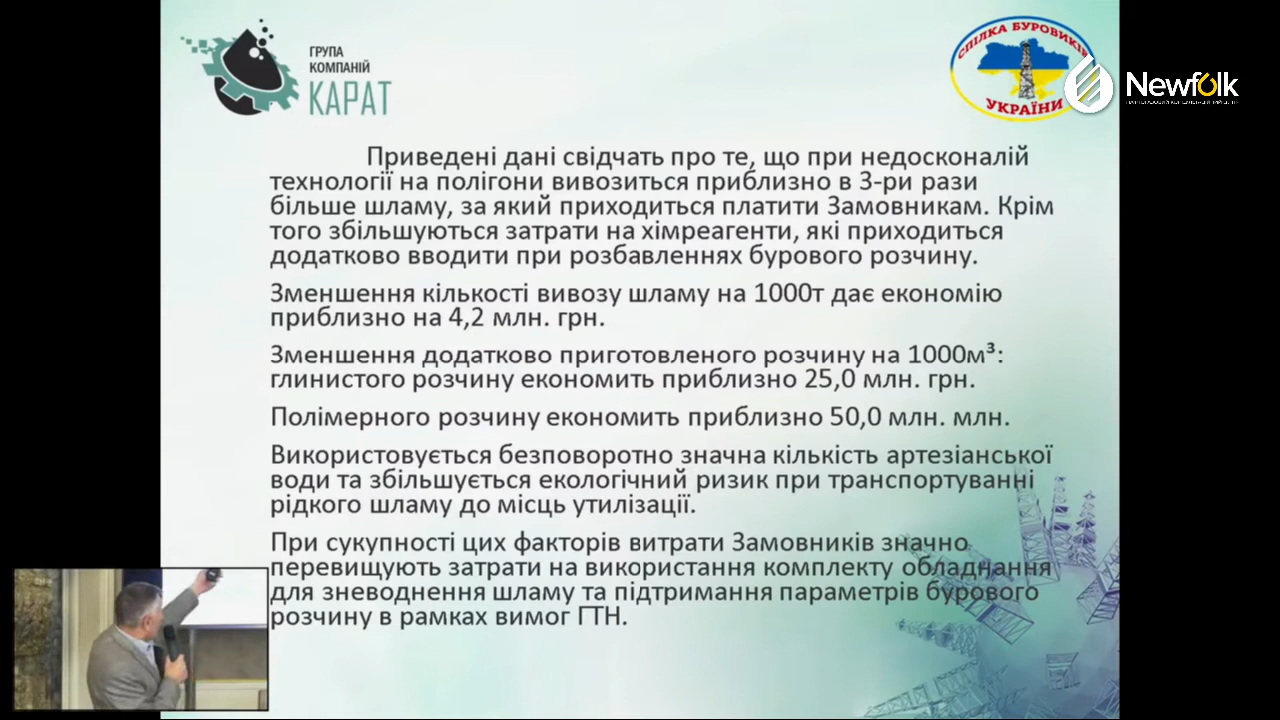 ГРУПА
КОМПАНІЙ
КАРАТ
СПІЛКА БУРОВИКІВ
УКРАЇНИ
Newfolk
Приведені дані свідчать про те, що при недосконалій
технології на полігони вивозиться приблизно в 3-ри рази
більше шламу, за який приходиться платити Замовникам. Крім
того збільшуються затрати на хімреагенти, які приходиться
додатково вводити при розбавленнях бурового розчину.
Зменшення кількості вивозу шламу на 1000т дає економію
приблизно на 4,2 млн. грн.
Зменшення додатково приготовленого розчину на 1000м³:
глинистого розчину економить приблизно 25,0 млн. грн.
Полімерного розчину економить приблизно 50,0 млн. млн.
Використовується безповоротно значна кількість артезіанської
води та збільшується екологічний ризик при транспортуванні
рідкого шламу до місць утилізації.
При сукупності цих факторів витрати Замовників значно
перевищують затрати на використання комплекту обладнання
для зневоднення шламу та підтримання параметрів бурового
розчину в рамках вимог ГТН.